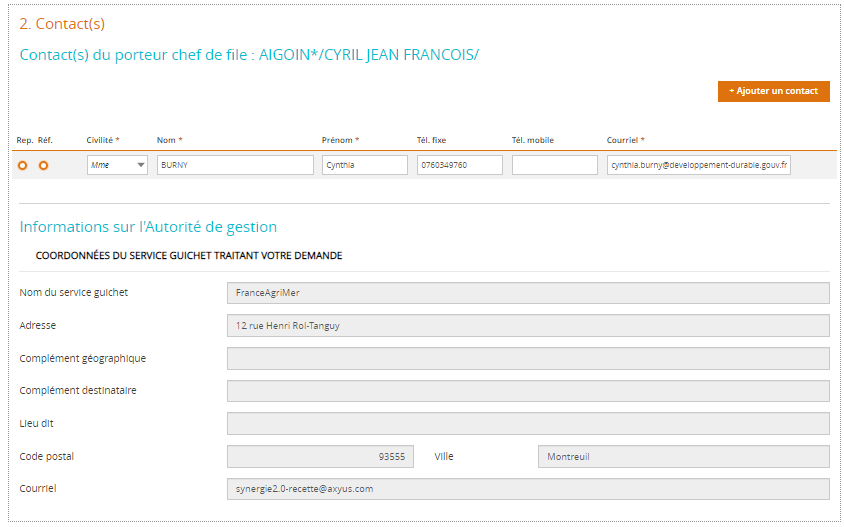 2. Contact(s)
Contact(s) du porteur chef de file : AIGOIN*/CYRIL JEAN FRANCOIS/
+ Ajouter un contact
Rep. Réf. Civilité * Nom * Prénom * Tél. fixe Tél. mobile Courriel *
Mme BURNY Cynthia 0760349760 cynthia.burny@developpement-durable.gouv.fr
Informations sur l'Autorité de gestion
COORDONNÉES DU SERVICE GUICHET TRAITANT VOTRE DEMANDE
Nom du service guichet FranceAgriMer
Adresse 12 rue Henri Rol-Tanguy
Complément géographique
Complément destinataire
Lieu dit
Code postal 93555 Ville Montreuil
Courriel synergie2.0-recette@axyus.com